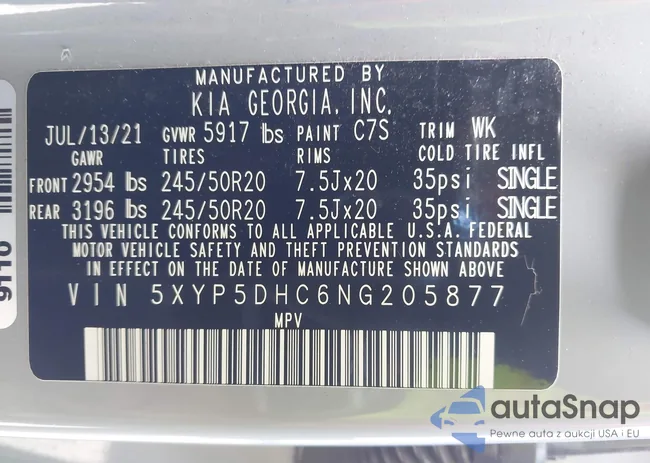 MANUFACTURED BY
KIA GEORGIA, INC.
JUL/13/21 GVWR 5917 lbs PAINT C7S TRIM WK
GAWR TIRES RIMS COLD TIRE INFL
FRONT 2954 lbs 245/50R20 7.5Jx20 35psi SINGLE
REAR 3196 lbs 245/50R20 7.5Jx20 35psi SINGLE
THIS VEHICLE CONFORMS TO ALL APPLICABLE U.S.A. FEDERAL
MOTOR VEHICLE SAFETY AND THEFT PREVENTION STANDARDS
IN EFFECT ON THE DATE OF MANUFACTURE SHOWN ABOVE
VIN 5XYP5DHC6NG205877
MPV
9110
autaSnap
Pewne auta z aukcji USA i EU